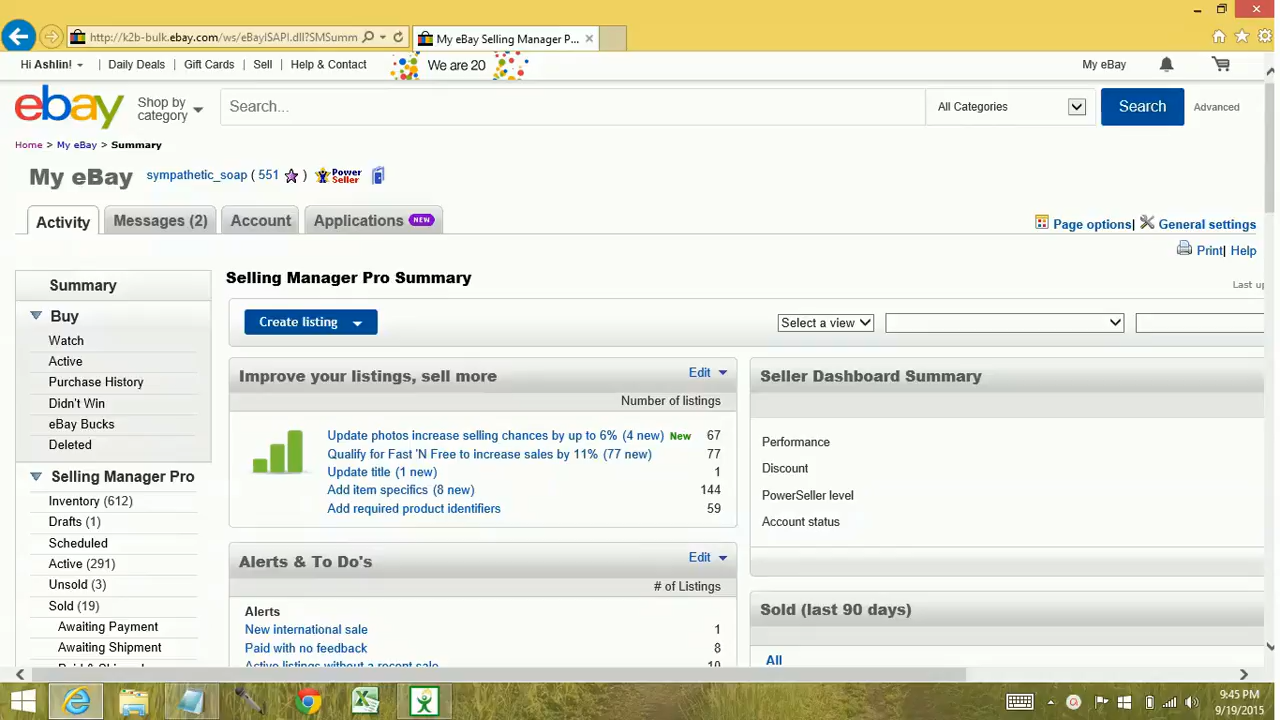 http://k2b-bulk.ebay.com/ws/eBayISAPI.dll?SMSumm
My eBay Selling Manager P...
Hi Ashlin! | Daily Deals | Gift Cards | Sell | Help & Contact
We are 20
My eBay
ebay
Shop by category
Search...
All Categories
Search
Advanced
Home > My eBay > Summary
My eBay
sympathetic_soap ( 551 )
Power Seller
Activity
Messages (2)
Account
Applications NEW
Page options | General settings
Print | Help
Summary
Buy
Watch
Active
Purchase History
Didn't Win
eBay Bucks
Deleted
Selling Manager Pro
Inventory (612)
Drafts (1)
Scheduled
Active (291)
Unsold (3)
Sold (19)
Awaiting Payment
Awaiting Shipment
Selling Manager Pro Summary
Last up
Create listing
Select a view
Improve your listings, sell more
Edit
Number of listings
Update photos increase selling chances by up to 6% (4 new) New 67
Qualify for Fast 'N Free to increase sales by 11% (77 new) 77
Update title (1 new) 1
Add item specifics (8 new) 144
Add required product identifiers 59
Alerts & To Do's
Edit
# of Listings
Alerts
New international sale 1
Paid with no feedback 8
Active listings without a recent sale 10
Seller Dashboard Summary
Performance
Discount
PowerSeller level
Account status
Sold (last 90 days)
All
9:45 PM
9/19/2015